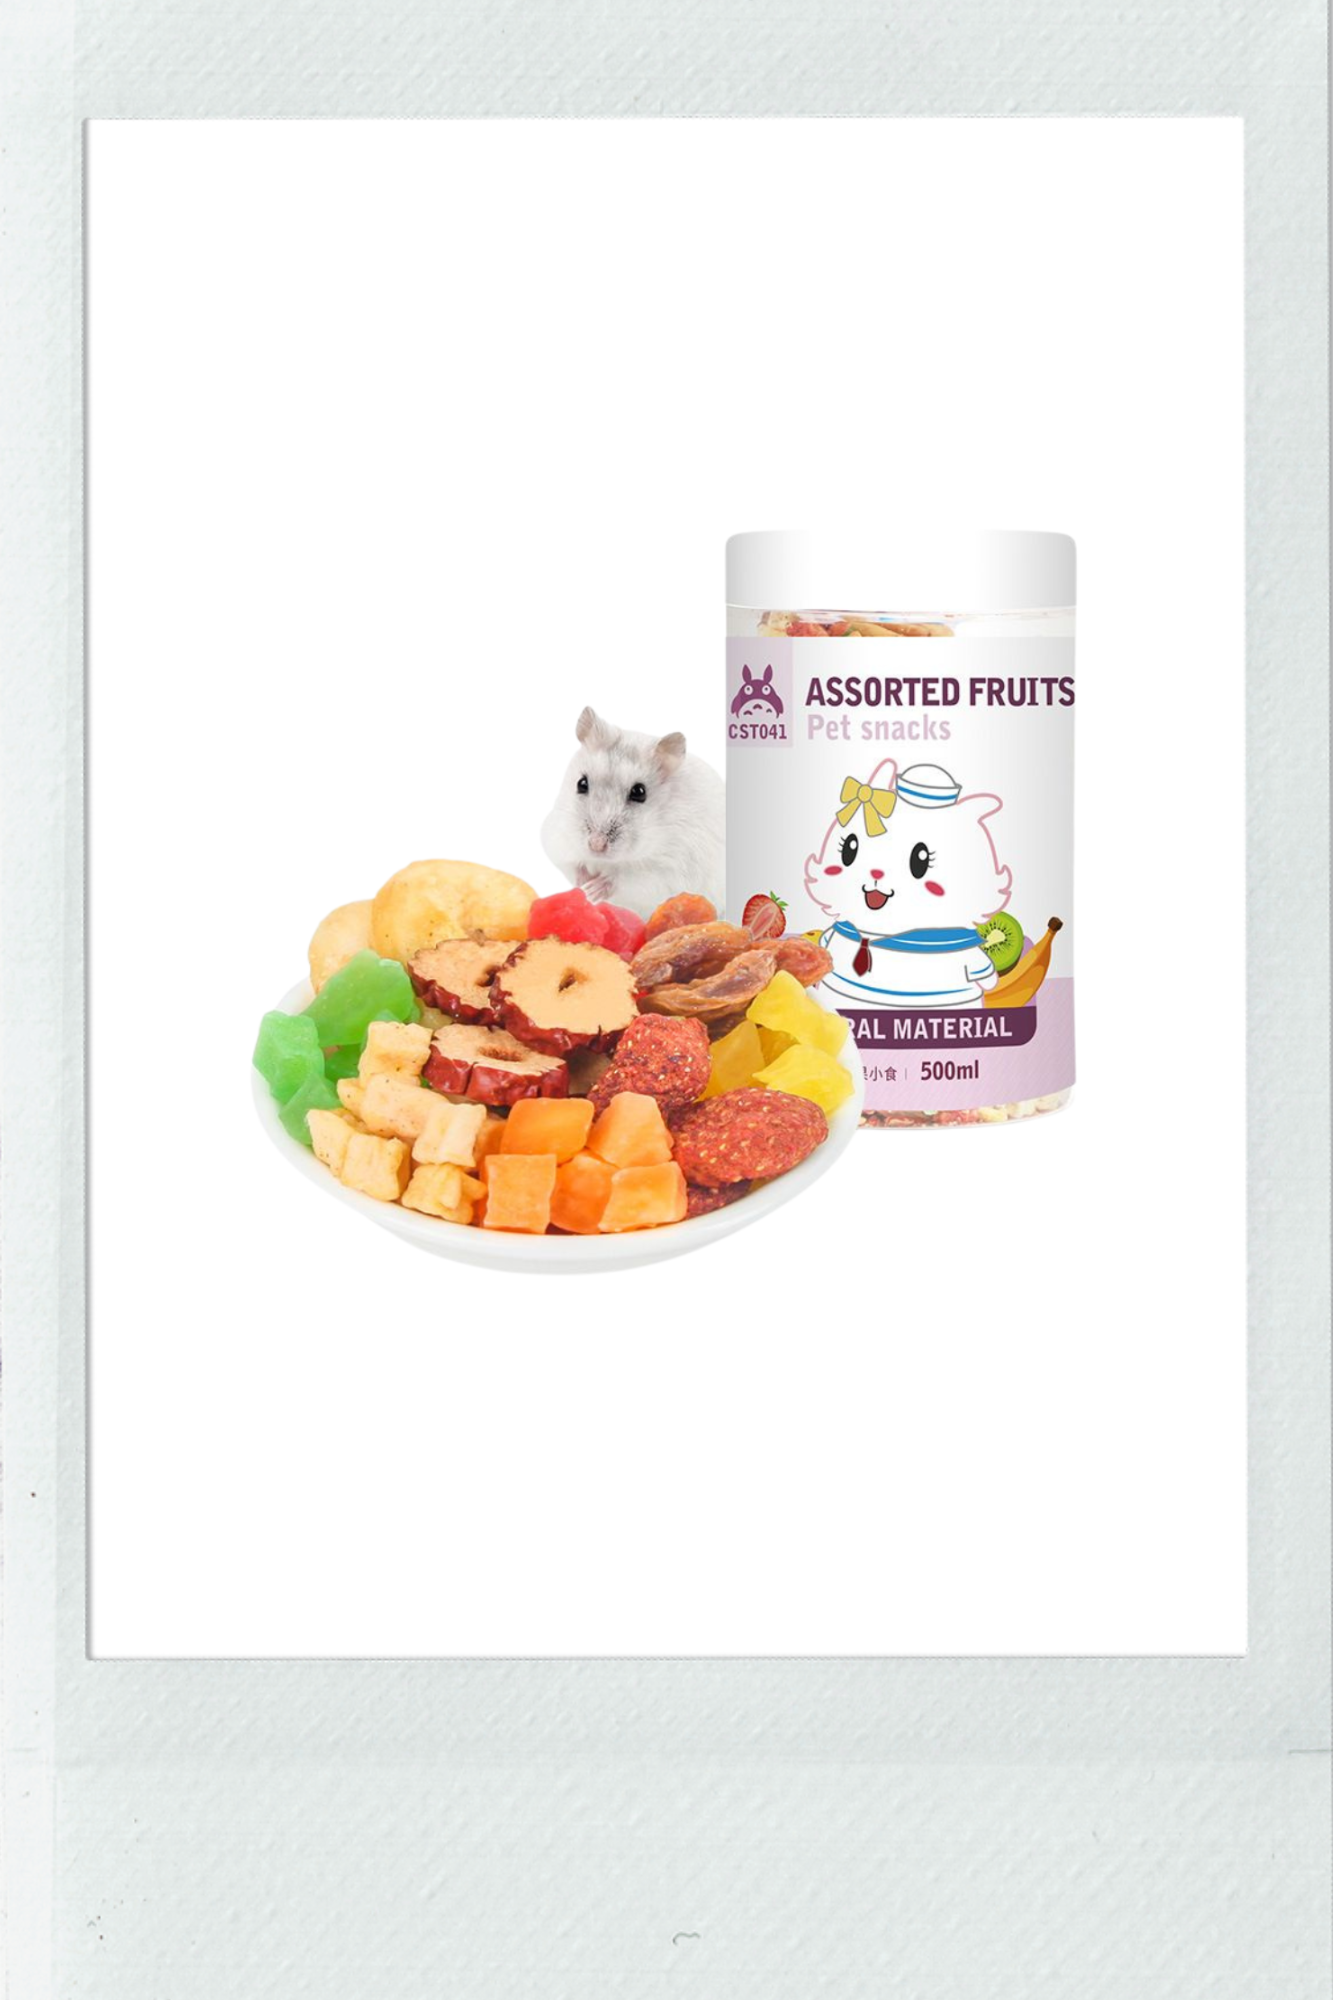 ASSORTED FRUITS
Pet snacks
CST041
RAL MATERIAL
小食 | 500ml